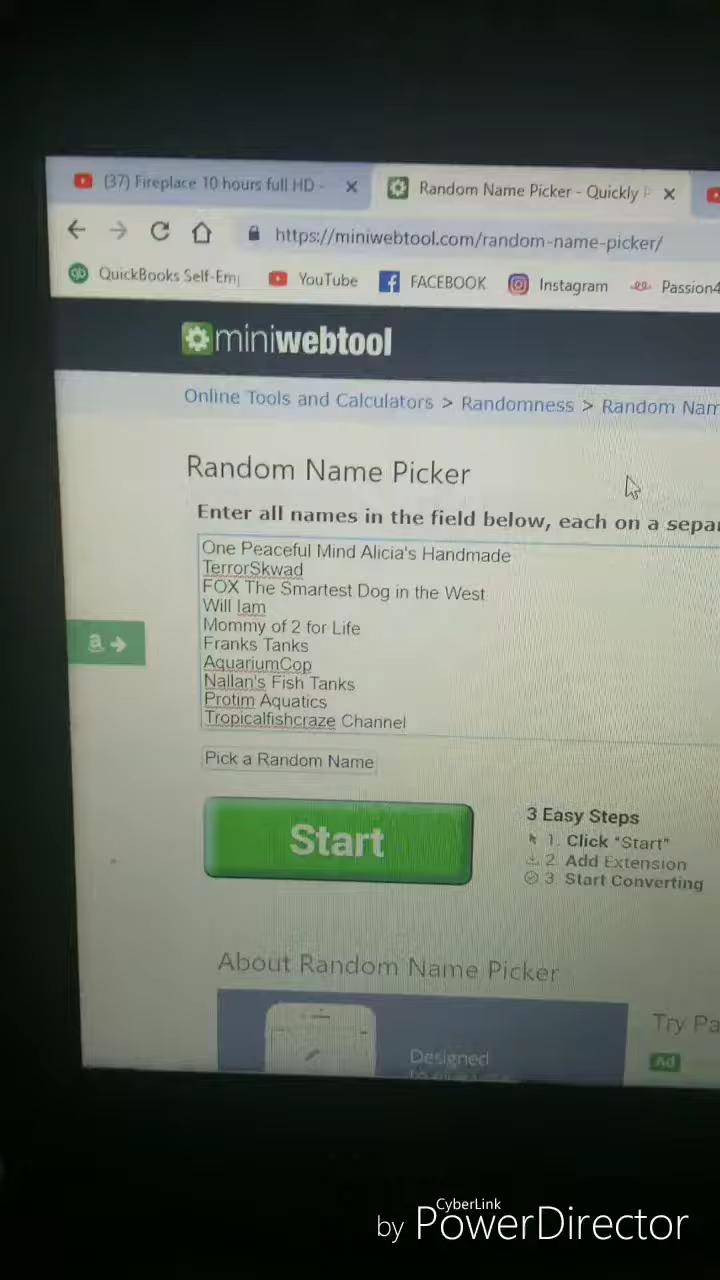 (37) Fireplace 10 hours full HD -
Random Name Picker - Quickly
https://miniwebtool.com/random-name-picker/
QuickBooks Self-Em
YouTube
FACEBOOK
Instagram
Passion4
miniwebtool
Online Tools and Calculators > Randomness > Random Nam
Random Name Picker
Enter all names in the field below, each on a sepa
One Peaceful Mind Alicia's Handmade
TerrorSkwad
FOX The Smartest Dog in the West
Will Iam
Mommy of 2 for Life
Franks Tanks
AquariumCop
Nallan's Fish Tanks
Protim Aquatics
Tropicalfishcraze Channel
a
Pick a Random Name
Start
3 Easy Steps
1. Click "Start"
2. Add Extension
3. Start Converting
About Random Name Picker
Designed
Try Pa
Ad
CyberLink
by PowerDirector